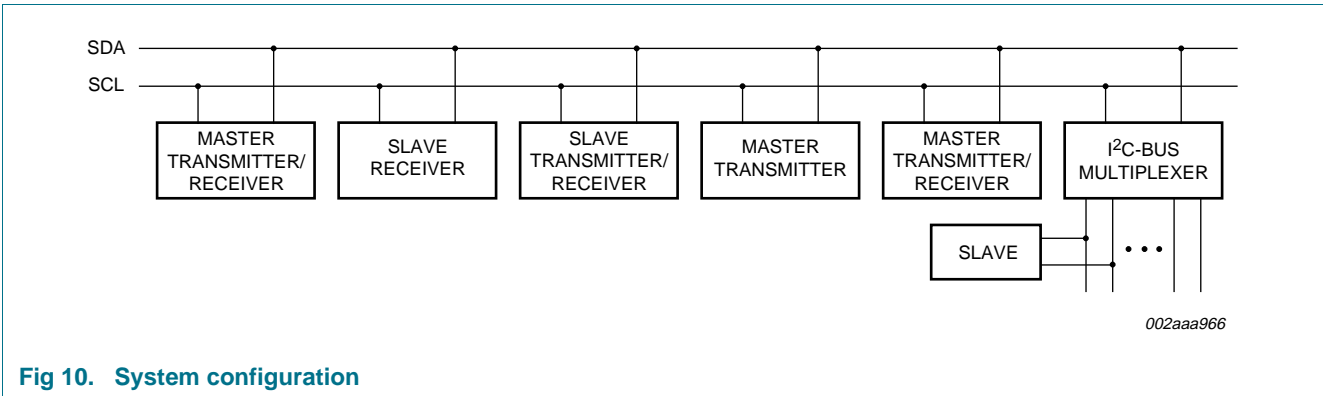 SDA
SCL
MASTER
TRANSMITTER/
RECEIVER
SLAVE
RECEIVER
SLAVE
TRANSMITTER/
RECEIVER
MASTER
TRANSMITTER
MASTER
TRANSMITTER/
RECEIVER
I²C-BUS
MULTIPLEXER
SLAVE
002aaa966
Fig 10. System configuration